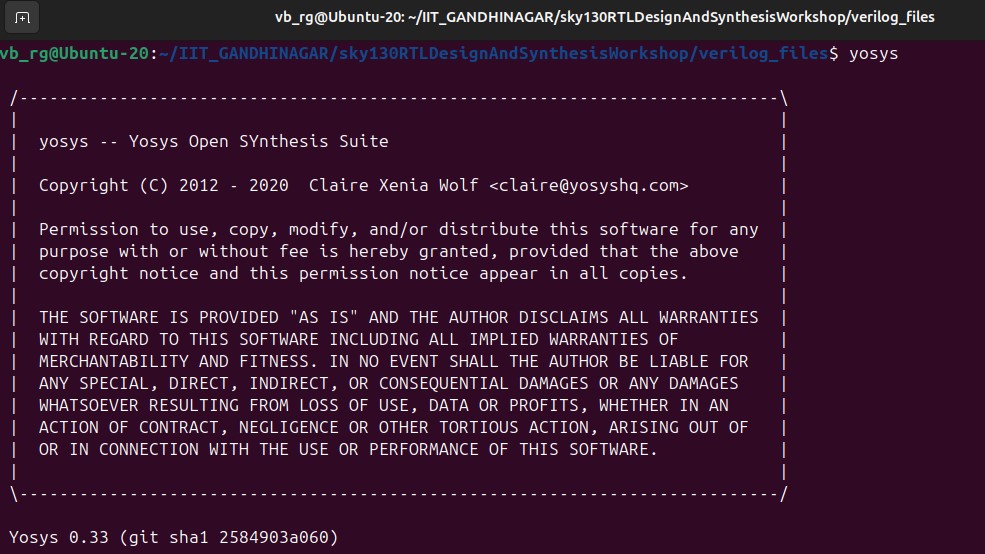 vb_rg@Ubuntu-20: ~/IIT_GANDHINAGAR/sky130RTLDesignAndSynthesisWorkshop/verilog_files
vb_rg@Ubuntu-20:~/IIT_GANDHINAGAR/sky130RTLDesignAndSynthesisWorkshop/verilog_files$ yosys
/----------------------------------------------------------------------------\
|                                                                            |
|  yosys -- Yosys Open SYnthesis Suite                                       |
|                                                                            |
|  Copyright (C) 2012 - 2020  Claire Xenia Wolf <claire@yosyshq.com>         |
|                                                                            |
|  Permission to use, copy, modify, and/or distribute this software for any  |
|  purpose with or without fee is hereby granted, provided that the above    |
|  copyright notice and this permission notice appear in all copies.         |
|                                                                            |
|  THE SOFTWARE IS PROVIDED "AS IS" AND THE AUTHOR DISCLAIMS ALL WARRANTIES  |
|  WITH REGARD TO THIS SOFTWARE INCLUDING ALL IMPLIED WARRANTIES OF          |
|  MERCHANTABILITY AND FITNESS. IN NO EVENT SHALL THE AUTHOR BE LIABLE FOR   |
|  ANY SPECIAL, DIRECT, INDIRECT, OR CONSEQUENTIAL DAMAGES OR ANY DAMAGES    |
|  WHATSOEVER RESULTING FROM LOSS OF USE, DATA OR PROFITS, WHETHER IN AN     |
|  ACTION OF CONTRACT, NEGLIGENCE OR OTHER TORTIOUS ACTION, ARISING OUT OF   |
|  OR IN CONNECTION WITH THE USE OR PERFORMANCE OF THIS SOFTWARE.            |
|                                                                            |
\----------------------------------------------------------------------------/
Yosys 0.33 (git sha1 2584903a060)